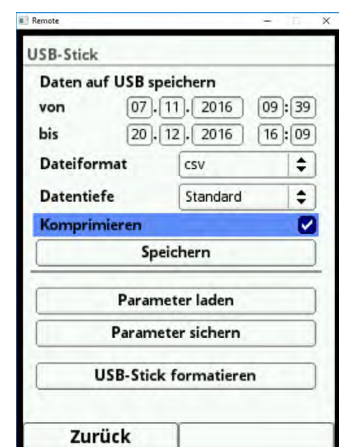 Remote
USB-Stick
Daten auf USB speichern
von 07. 11. 2016 09:39
bis 20. 12. 2016 16:09
Dateiformat csv
Datentiefe Standard
Komprimieren
Speichern
Parameter laden
Parameter sichern
USB-Stick formatieren
Zurück